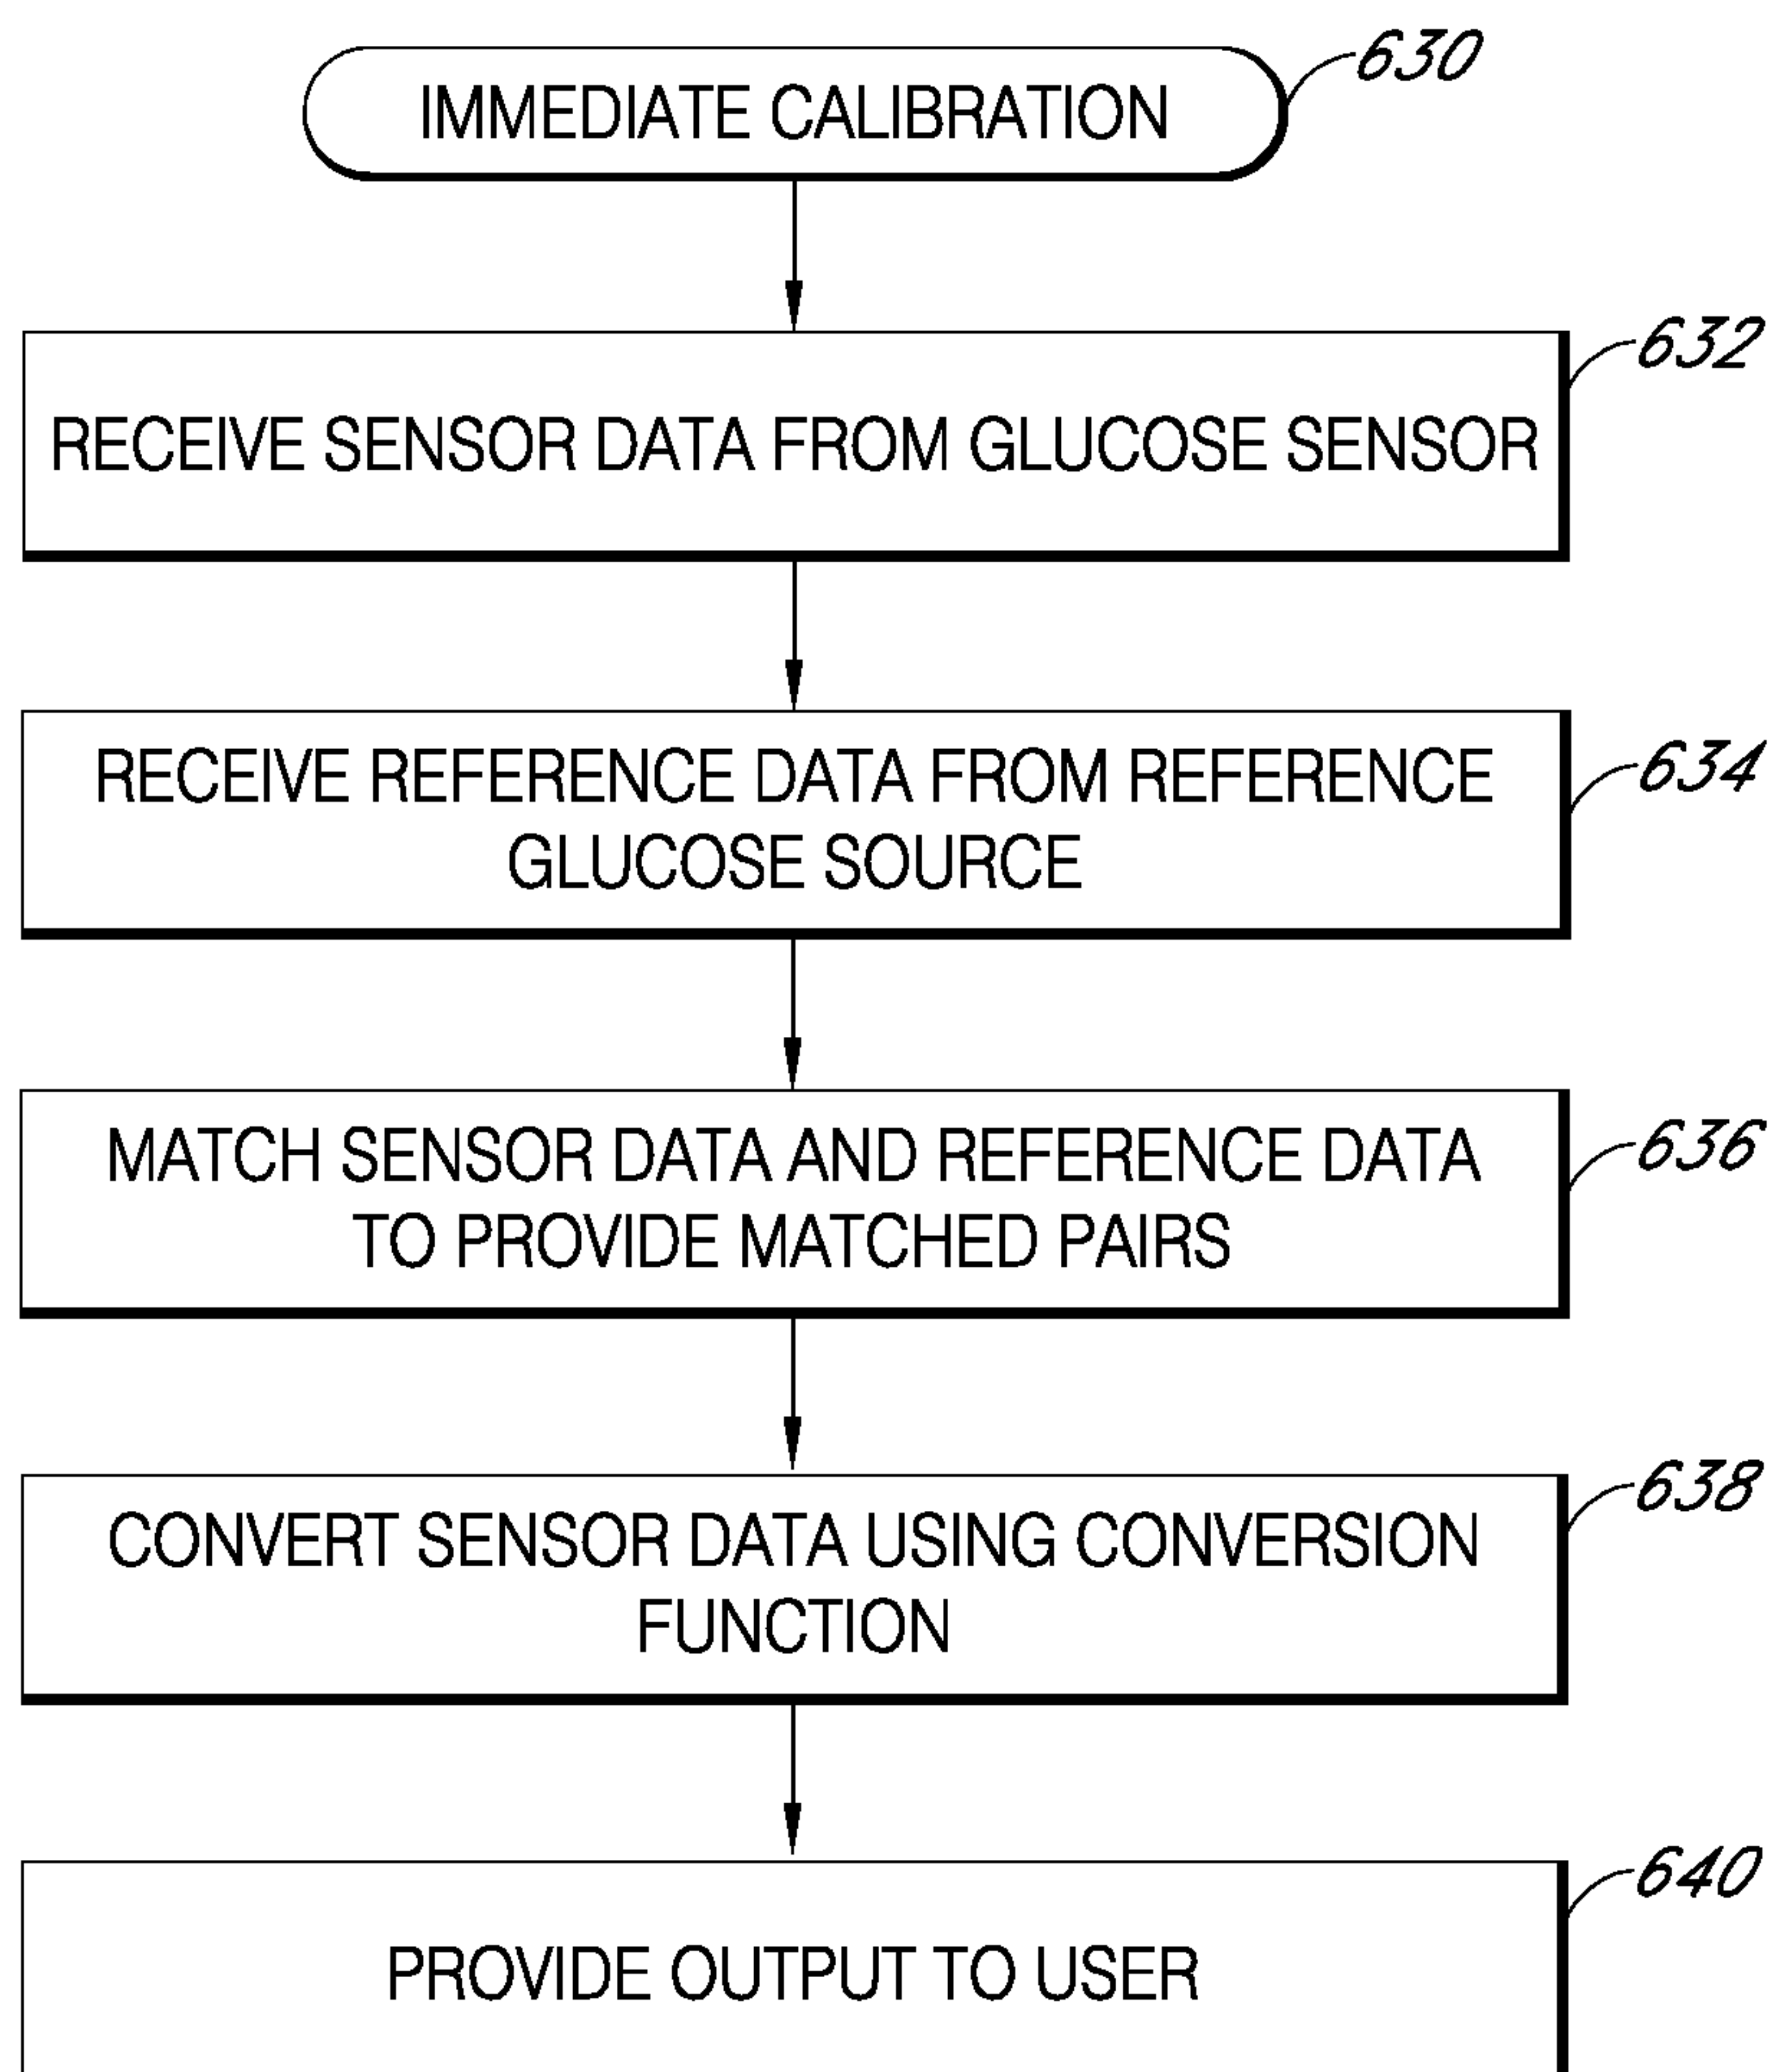 IMMEDIATE CALIBRATION
630
RECEIVE SENSOR DATA FROM GLUCOSE SENSOR
632
RECEIVE REFERENCE DATA FROM REFERENCE
GLUCOSE SOURCE
634
MATCH SENSOR DATA AND REFERENCE DATA
TO PROVIDE MATCHED PAIRS
636
CONVERT SENSOR DATA USING CONVERSION
FUNCTION
638
PROVIDE OUTPUT TO USER
640